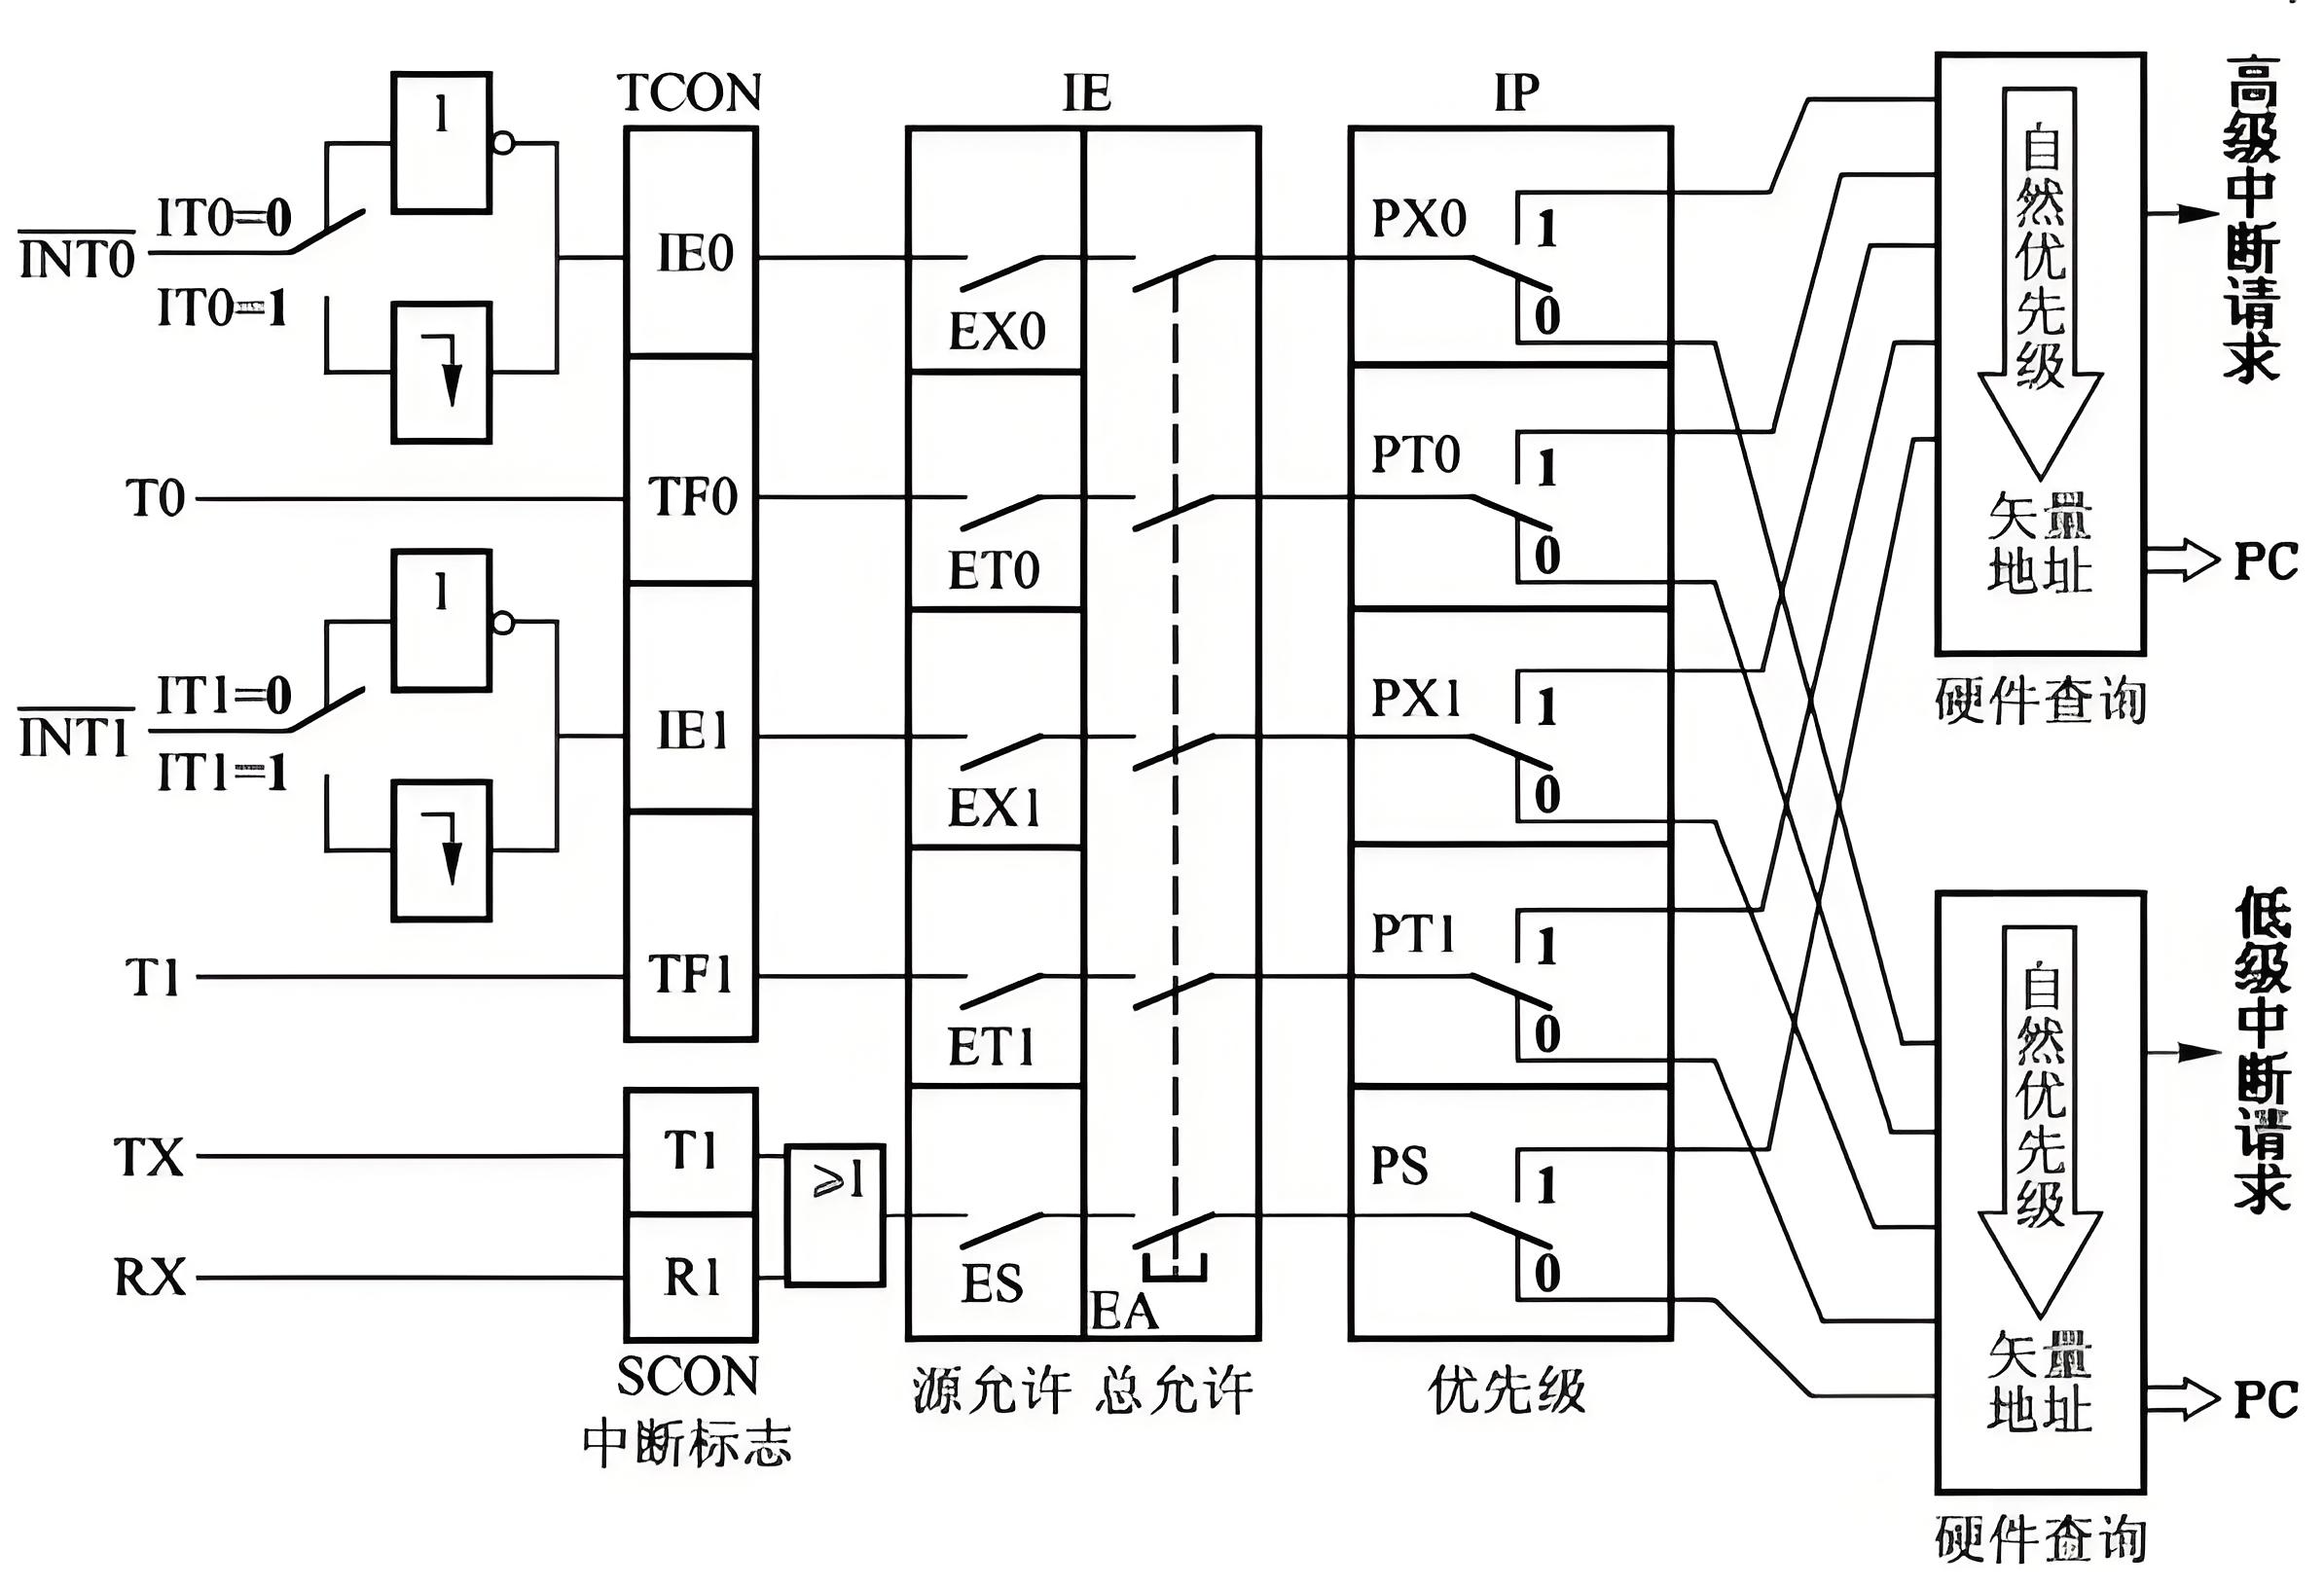 TCON
IE
IP
1
INT0
IT0=0
IT0=1
IE0
EX0
PX0
1
0
T0
TF0
ET0
PT0
1
0
1
INT1
IT1=0
IT1=1
IE1
EX1
PX1
1
0
T1
TF1
ET1
PT1
1
0
TX
T1
≥1
RX
R1
ES
EA
PS
1
0
SCON
中断标志
源允许
总允许
优先级
自然优先级
矢量
地址
硬件查询
高级中断请求
PC
自然优先级
矢量
地址
硬件查询
低级中断请求
PC